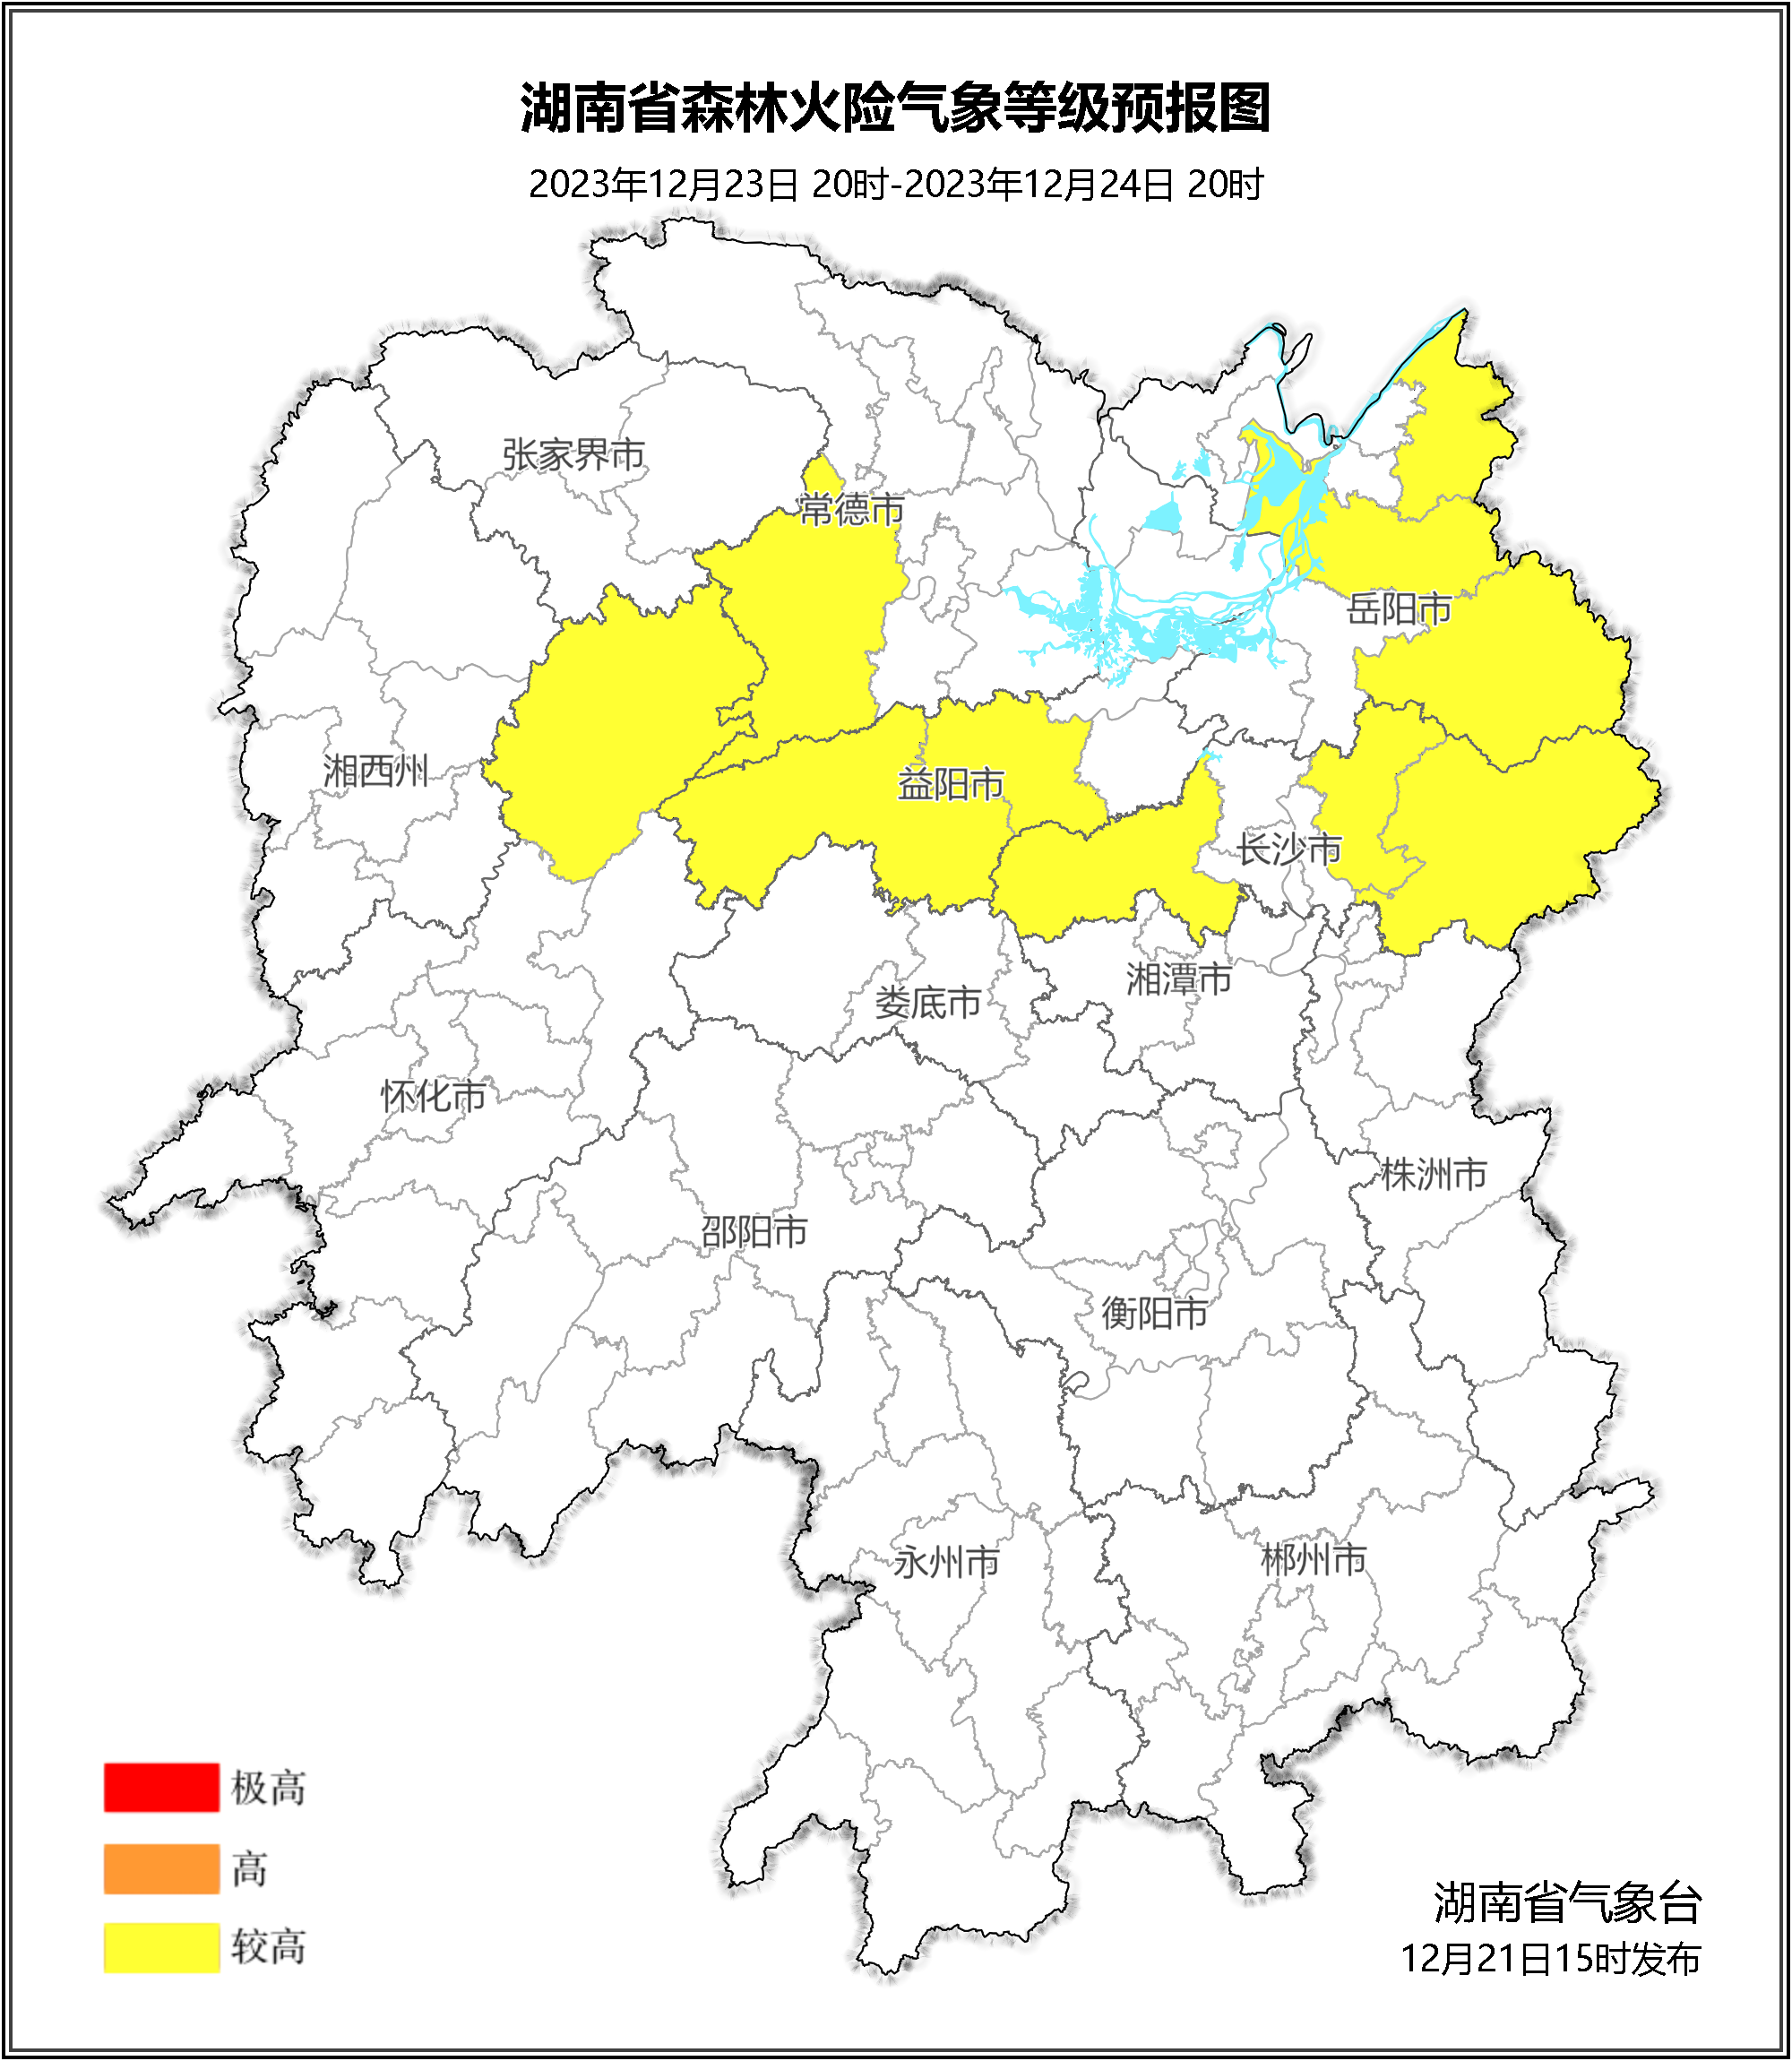 湖南省森林火险气象等级预报图
2023年12月23日 20时-2023年12月24日 20时
张家界市
常德市
岳阳市
湘西州
益阳市
长沙市
湘潭市
娄底市
怀化市
株洲市
邵阳市
衡阳市
永州市
郴州市
极高
高
较高
湖南省气象台
12月21日15时发布